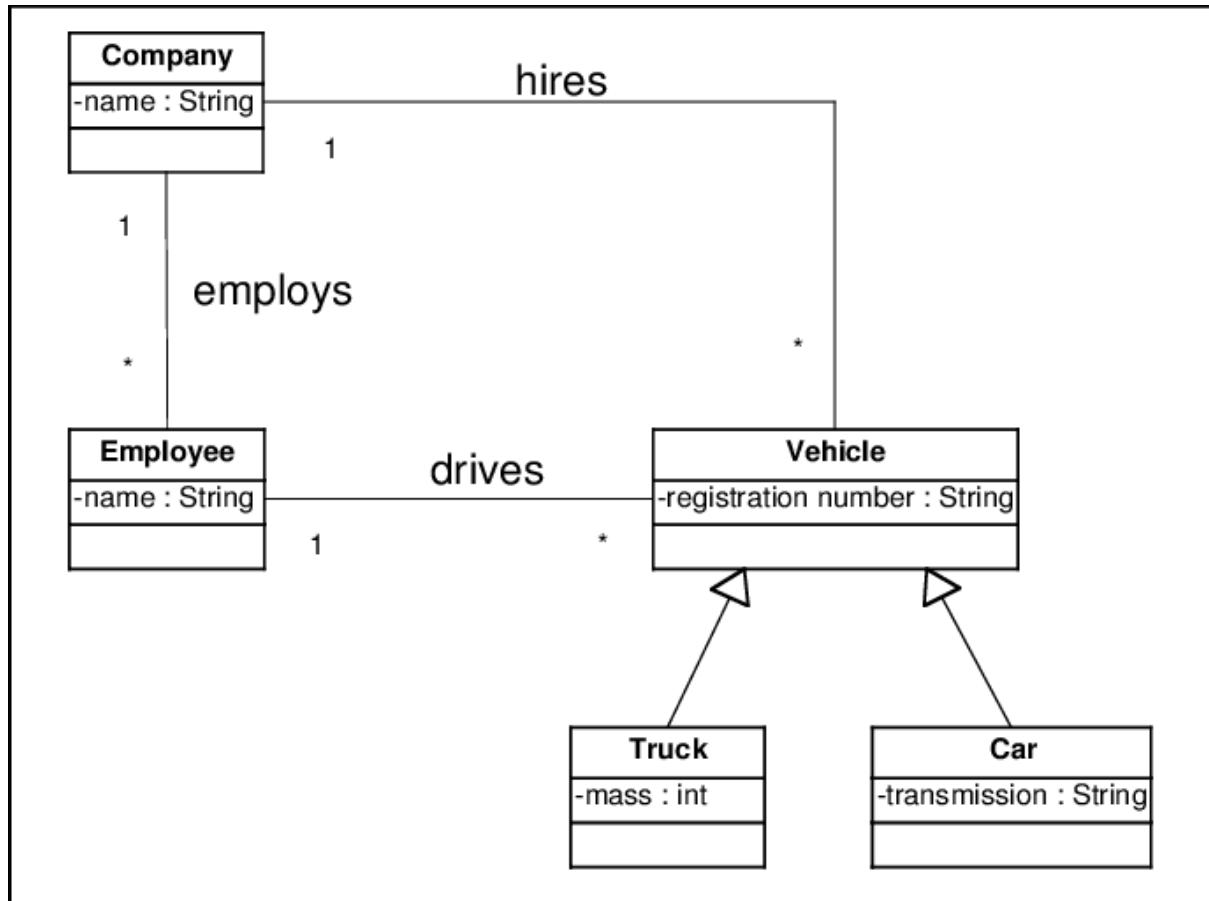 Company
-name : String
hires
1
1
employs
*
*
Employee
-name : String
drives
1
*
Vehicle
-registration number : String
Truck
-mass : int
Car
-transmission : String